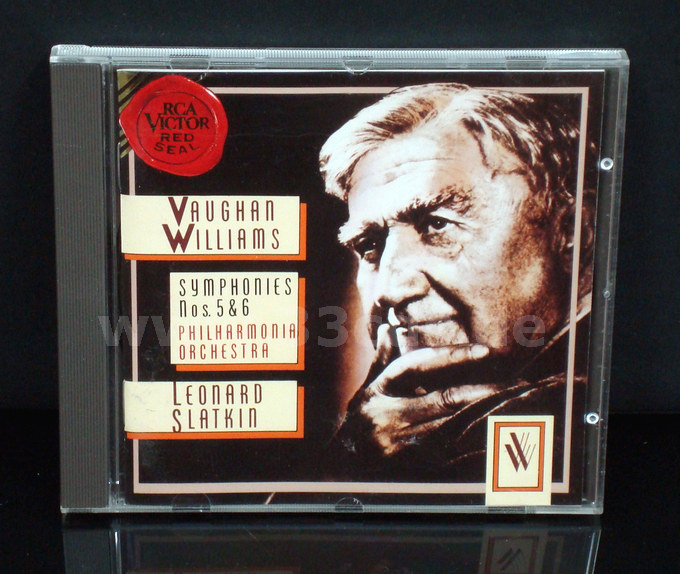 RCA
VICTOR
RED
SEAL
VAUGHAN
WILLIAMS
SYMPHONIES
Nos. 5 & 6
PHILHARMONIA
ORCHESTRA
LEONARD
SLATKIN